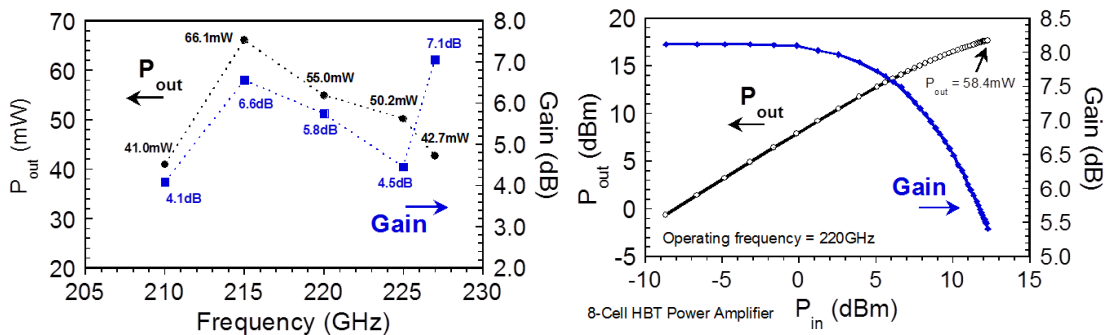 70
60
50
40
30
20
P_out (mW)
8.0
7.0
6.0
5.0
4.0
3.0
2.0
Gain (dB)
66.1mW
7.1dB
P_out
55.0mW
6.6dB
50.2mW
5.8dB
42.7mW
41.0mW.
4.5dB
4.1dB
Gain
205 210 215 220 225 230
Frequency (GHz)
20
15
10
5
0
-5
P_out (dBm)
8.5
8.0
7.5
7.0
6.5
6.0
5.5
5.0
Gain (dB)
P_out = 58.4mW
P_out
Gain
Operating frequency = 220GHz
-10 -5 0 5 10 15
8-Cell HBT Power Amplifier
P_in (dBm)